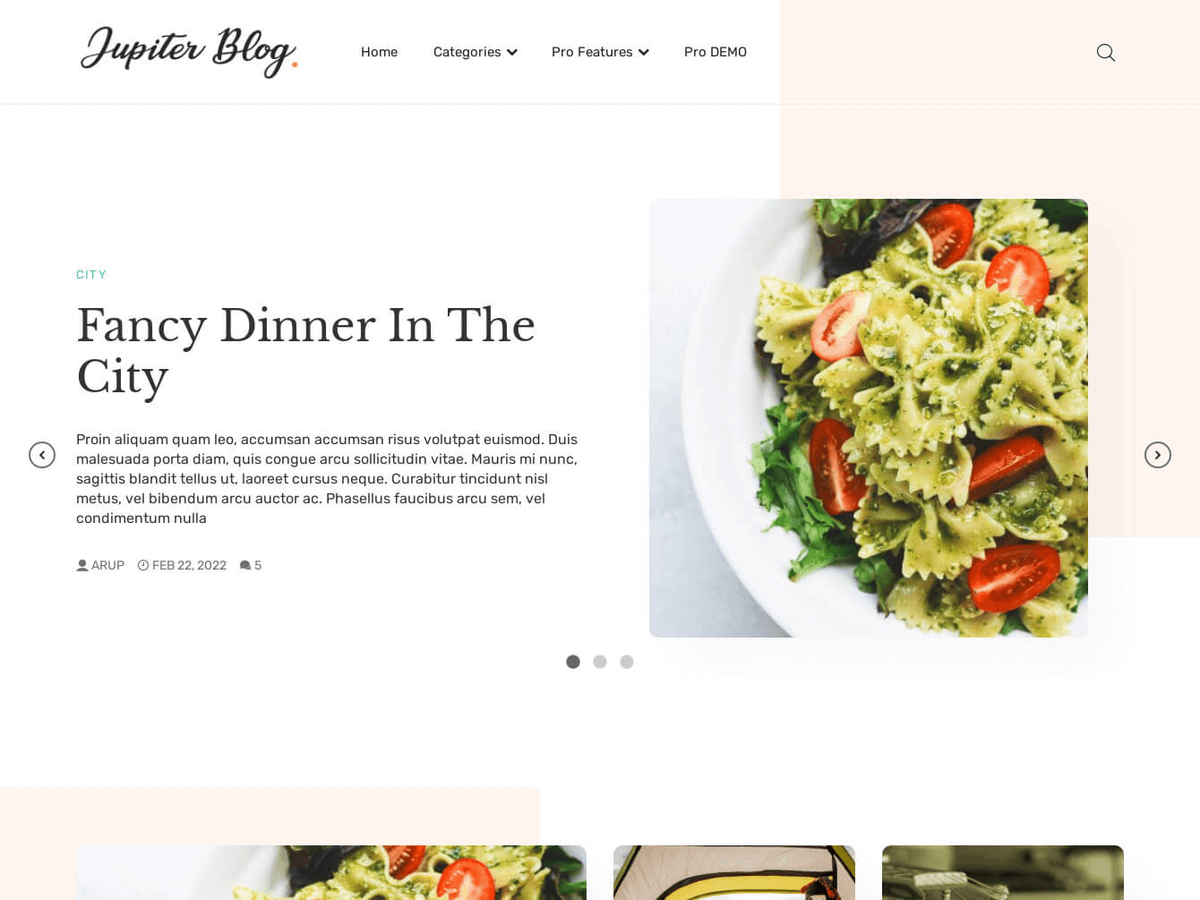 Jupiter Blog.
Home Categories Pro Features Pro DEMO
CITY
Fancy Dinner In The
City
Proin aliquam quam leo, accumsan accumsan risus volutpat euismod. Duis
malesuada porta diam, quis congue arcu sollicitudin vitae. Mauris mi nunc,
sagittis blandit tellus ut, laoreet cursus neque. Curabitur tincidunt nisl
metus, vel bibendum arcu auctor ac. Phasellus faucibus arcu sem, vel
condimentum nulla
ARUP FEB 22, 2022 5